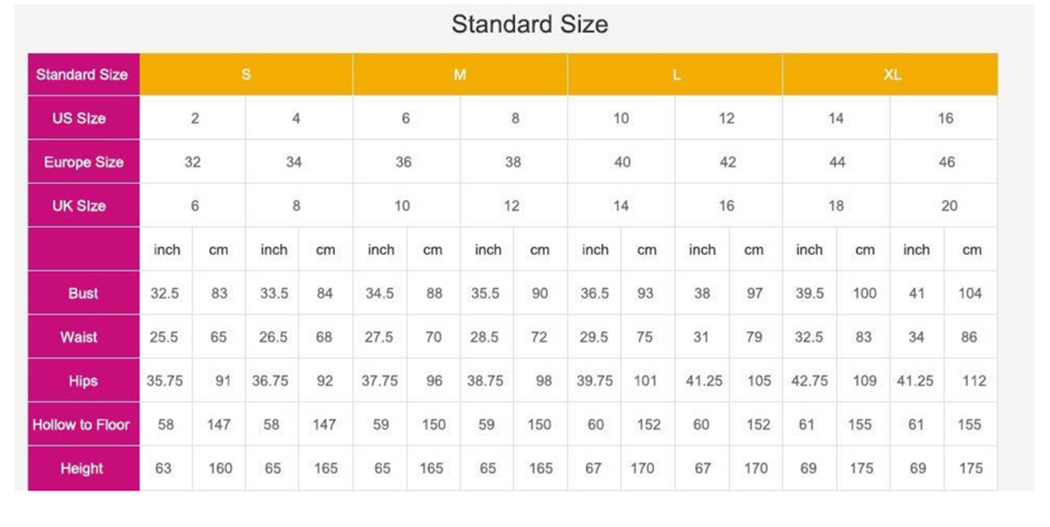 Standard Size
Standard Size S M L XL
US SIze 2 4 6 8 10 12 14 16
Europe Size 32 34 36 38 40 42 44 46
UK SIze 6 8 10 12 14 16 18 20
inch cm inch cm inch cm inch cm inch cm inch cm inch cm inch cm
Bust 32.5 83 33.5 84 34.5 88 35.5 90 36.5 93 38 97 39.5 100 41 104
Waist 25.5 65 26.5 68 27.5 70 28.5 72 29.5 75 31 79 32.5 83 34 86
Hips 35.75 91 36.75 92 37.75 96 38.75 98 39.75 101 41.25 105 42.75 109 41.25 112
Hollow to Floor 58 147 58 147 59 150 59 150 60 152 60 152 61 155 61 155
Height 63 160 65 165 65 165 65 165 67 170 67 170 69 175 69 175